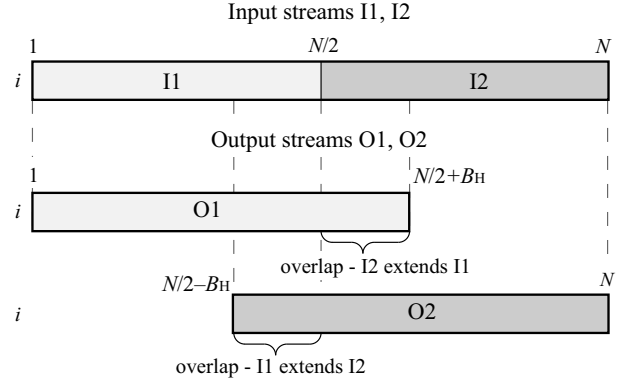 Input streams I1, I2
1 N/2 N
i I1 I2
Output streams O1, O2
1 N/2+BH
i O1
overlap - I2 extends I1
N/2–BH N
i O2
overlap - I1 extends I2